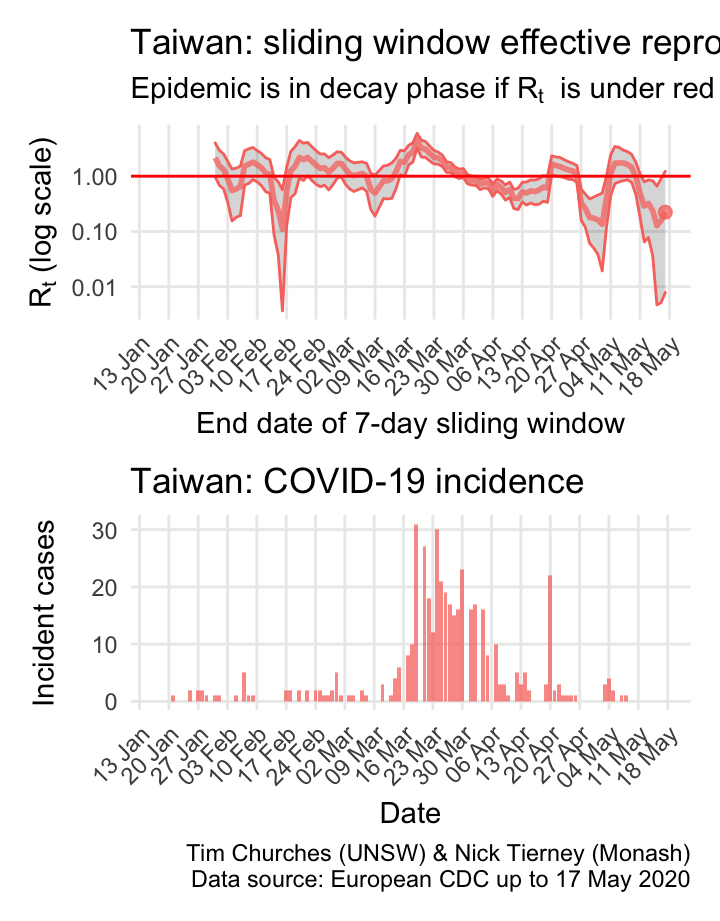 Taiwan: sliding window effective repro
Epidemic is in decay phase if Rt is under red
Rt (log scale)
1.00
0.10
0.01
13 Jan
20 Jan
27 Jan
03 Feb
10 Feb
17 Feb
24 Feb
02 Mar
09 Mar
16 Mar
23 Mar
30 Mar
06 Apr
13 Apr
20 Apr
27 Apr
04 May
11 May
18 May
End date of 7-day sliding window
Taiwan: COVID-19 incidence
Incident cases
30
20
10
0
13 Jan
20 Jan
27 Jan
03 Feb
10 Feb
17 Feb
24 Feb
02 Mar
09 Mar
16 Mar
23 Mar
30 Mar
06 Apr
13 Apr
20 Apr
27 Apr
04 May
11 May
18 May
Date
Tim Churches (UNSW) & Nick Tierney (Monash)
Data source: European CDC up to 17 May 2020